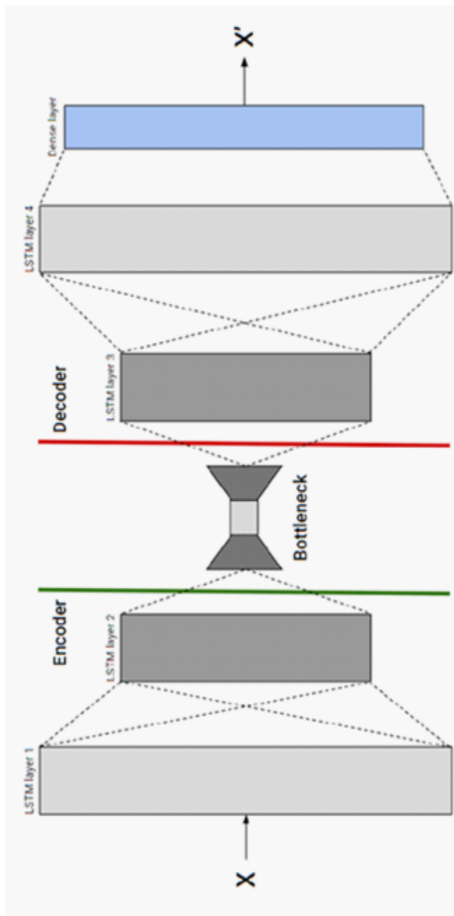 X
LSTM layer 1
LSTM layer 2
Encoder
Bottleneck
Decoder
LSTM layer 3
LSTM layer 4
Dense layer
X'